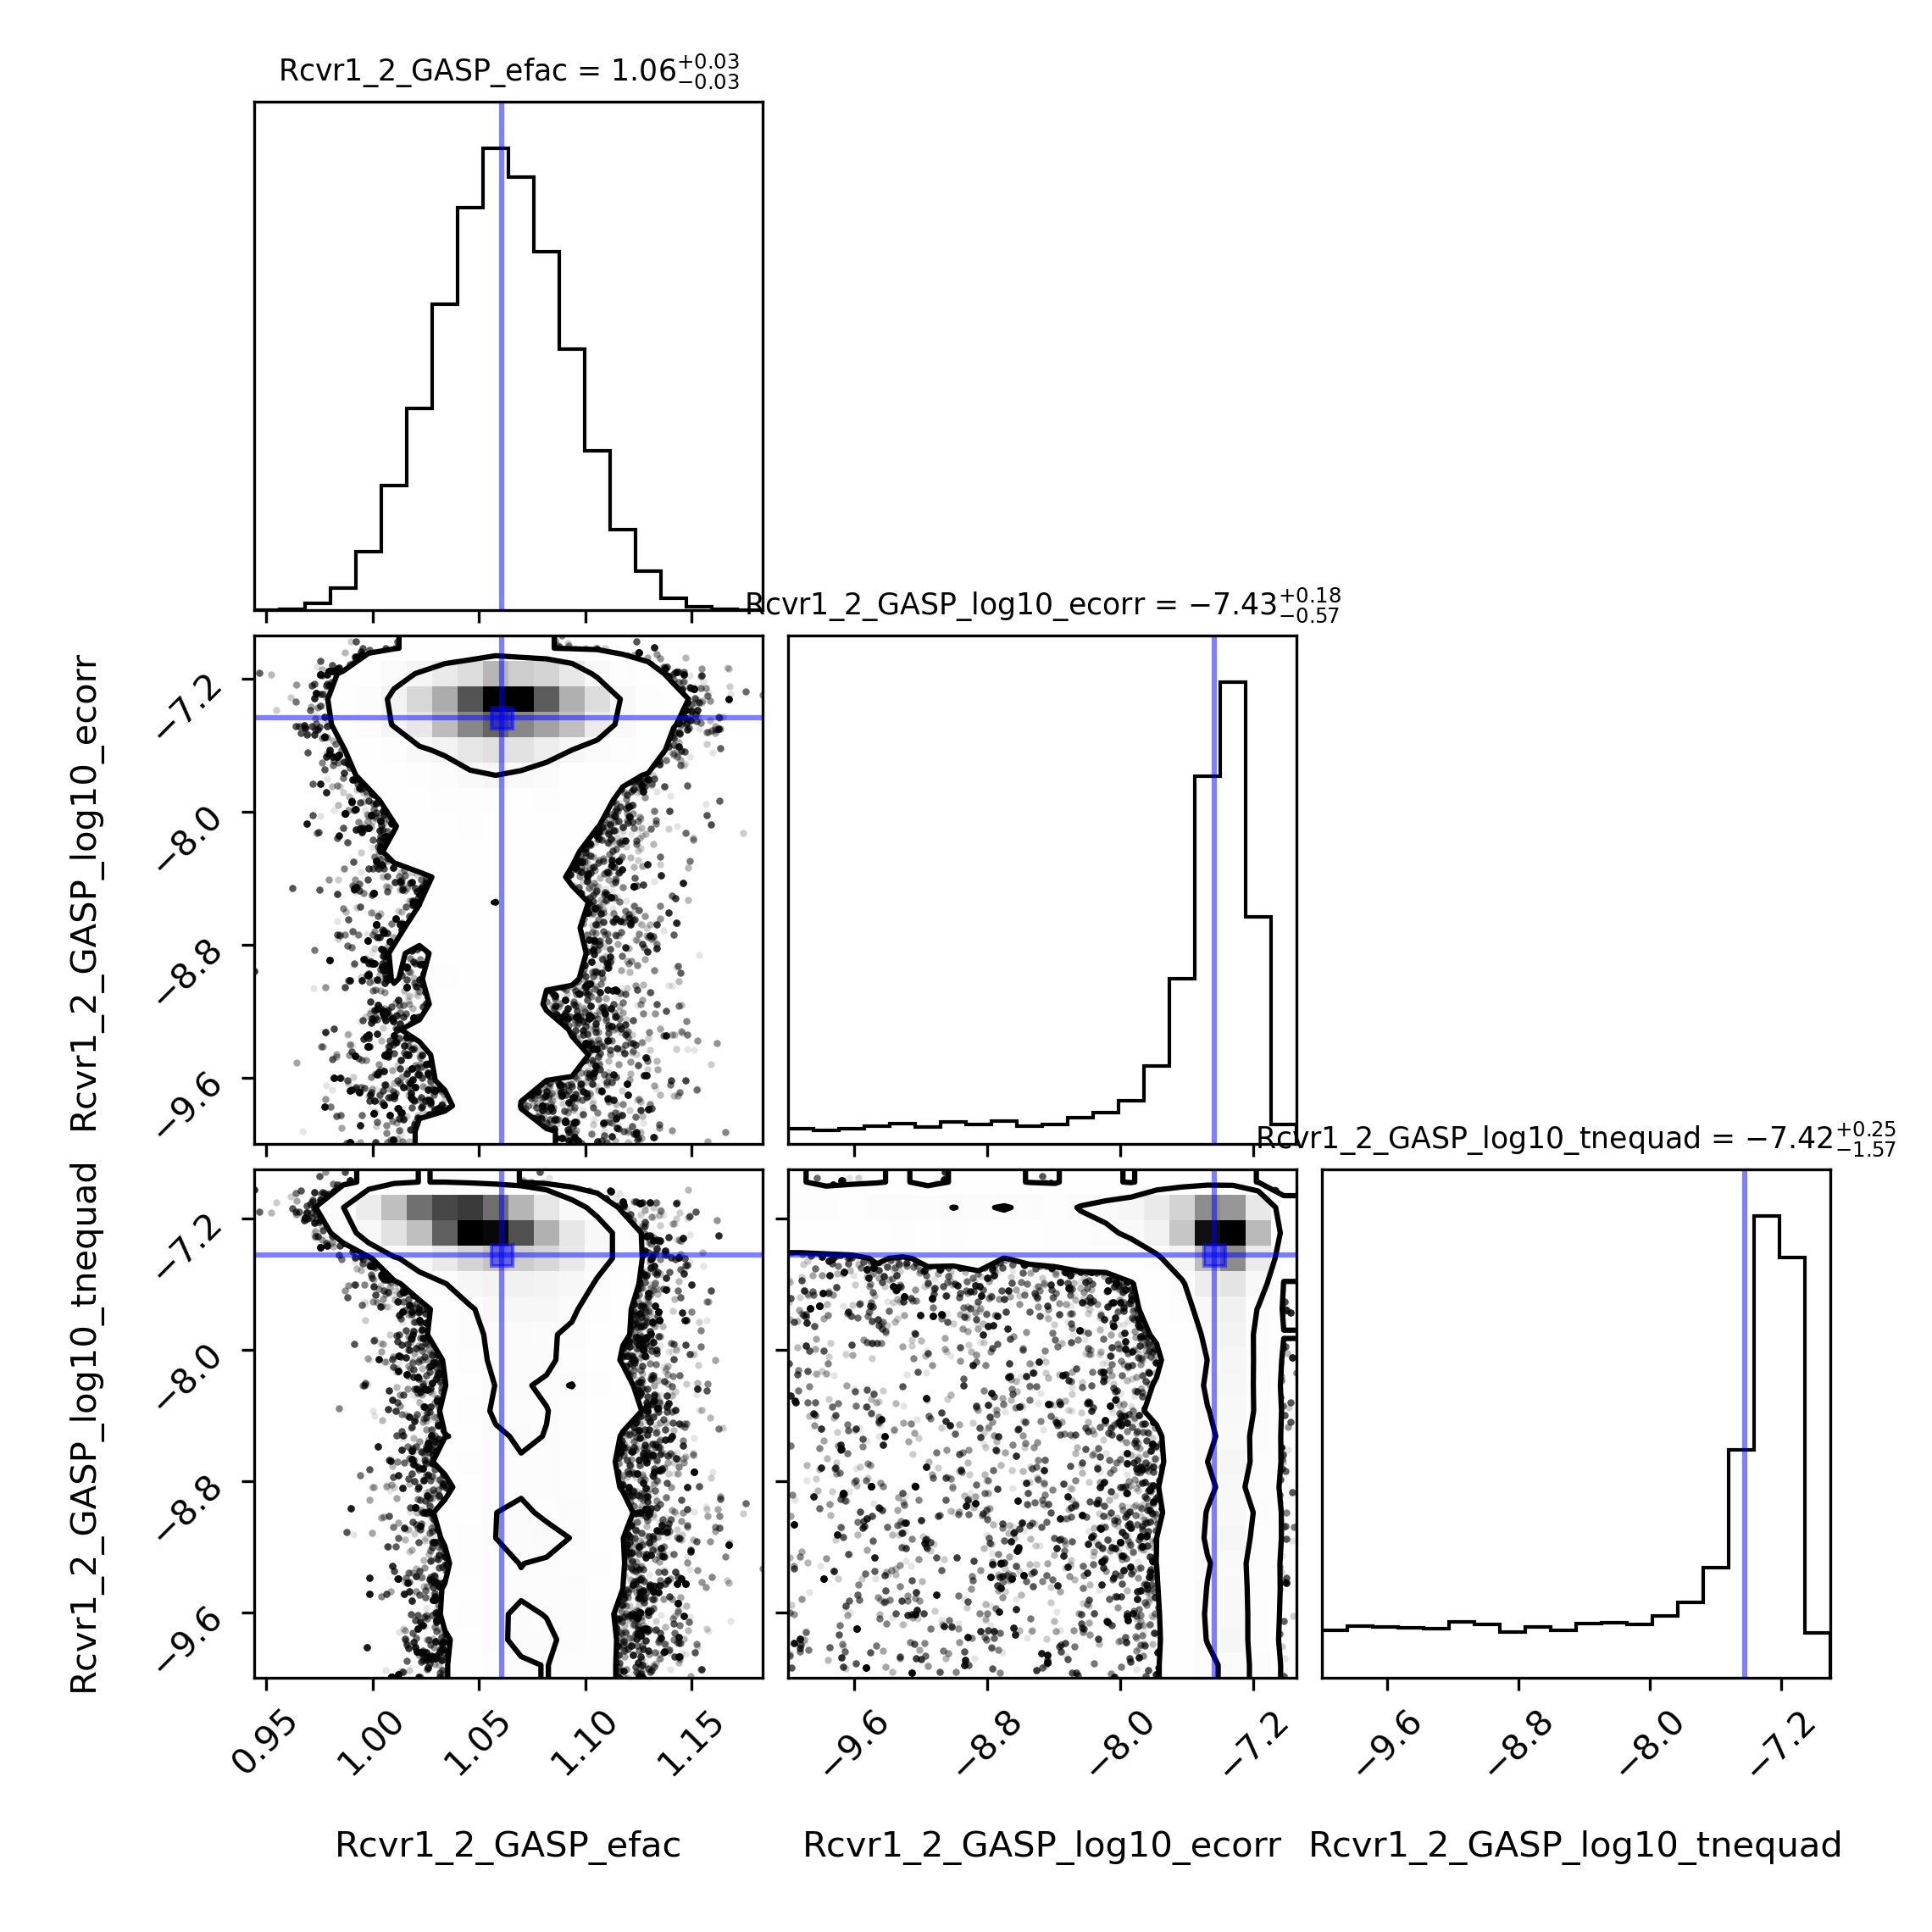 Rcvr1_2_GASP_efac = 1.06+0.03−0.03
Rcvr1_2_GASP_log10_ecorr = −7.43+0.18−0.57
Rcvr1_2_GASP_log10_tnequad = −7.42+0.25−1.57
Rcvr1_2_GASP_log10_ecorr
−7.2
−8.0
−8.8
−9.6
Rcvr1_2_GASP_log10_tnequad
−7.2
−8.0
−8.8
−9.6
0.95 1.00 1.05 1.10 1.15
−9.6 −8.8 −8.0 −7.2
−9.6 −8.8 −8.0 −7.2
Rcvr1_2_GASP_efac
Rcvr1_2_GASP_log10_ecorr
Rcvr1_2_GASP_log10_tnequad